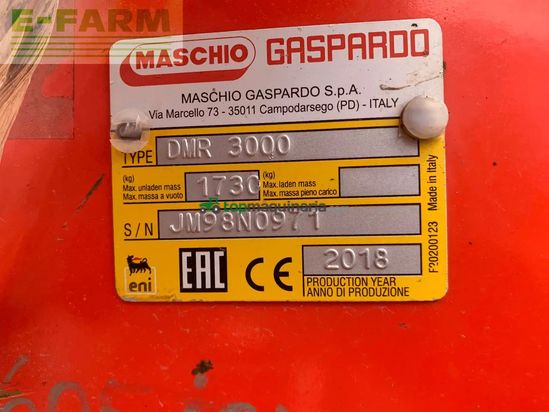 E-FARM
MASCHIO GASPARDO
MASCHIO GASPARDO S.p.A.
Via Marcello 73 - 35011 Campodarsego (PD) - ITALY
TYPE DMR 3000
(kg) Max. unladen mass Max. massa a vuoto 1730 (kg) Max. laden mass Max. massa pieno carico
topmaquinaria
S/N JM98N0971
eni EAC CE 2018
PRODUCTION YEAR
ANNO DI PRODUZIONE
F20200123 Made in Italy